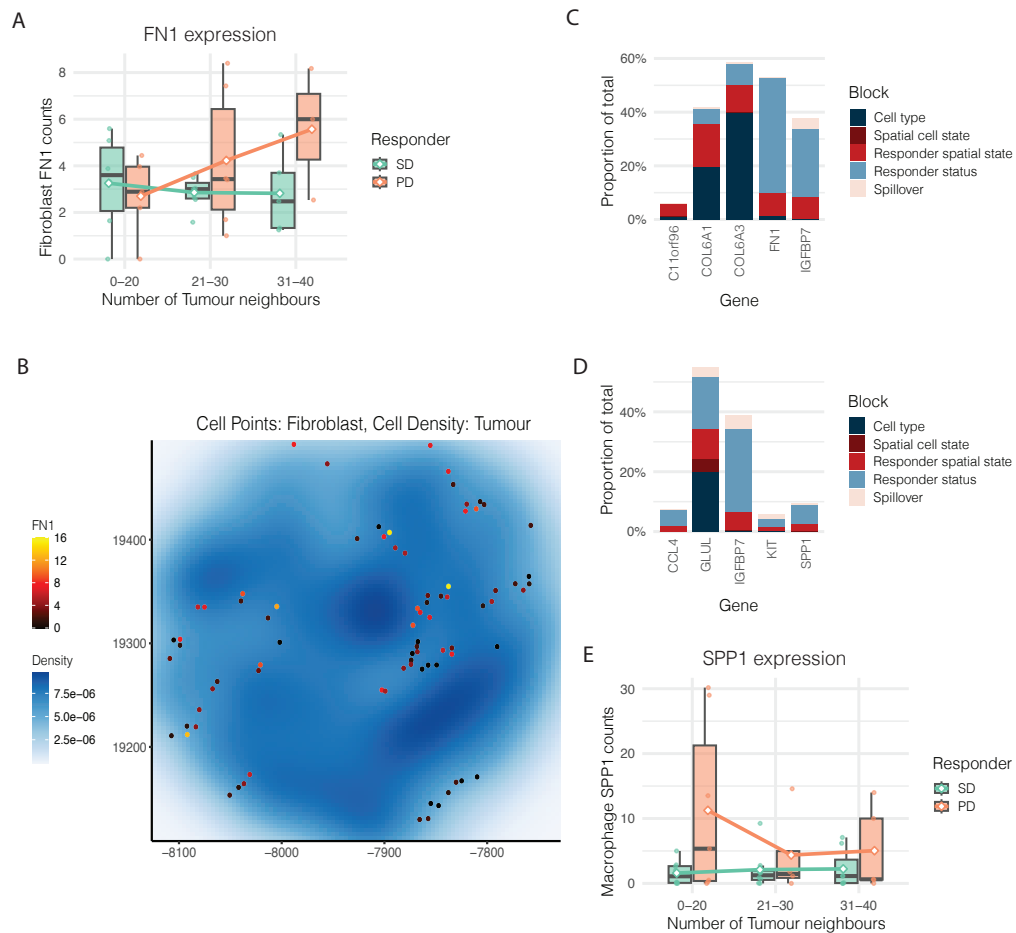 A
FN1 expression
Fibroblast FN1 counts
8
6
4
2
0
0–20
21–30
31–40
Number of Tumour neighbours
Responder
SD
PD
B
Cell Points: Fibroblast, Cell Density: Tumour
FN1
16
12
8
4
0
Density
7.5e−06
5.0e−06
2.5e−06
19400
19300
19200
−8100
−8000
−7900
−7800
C
Proportion of total
60%
40%
20%
0%
C11orf96
COL6A1
COL6A3
FN1
IGFBP7
Gene
Block
Cell type
Spatial cell state
Responder spatial state
Responder status
Spillover
D
Proportion of total
40%
20%
0%
CCL4
GLUL
IGFBP7
KIT
SPP1
Gene
Block
Cell type
Spatial cell state
Responder spatial state
Responder status
Spillover
E
SPP1 expression
Macrophage SPP1 counts
30
20
10
0
0–20
21–30
31–40
Number of Tumour neighbours
Responder
SD
PD